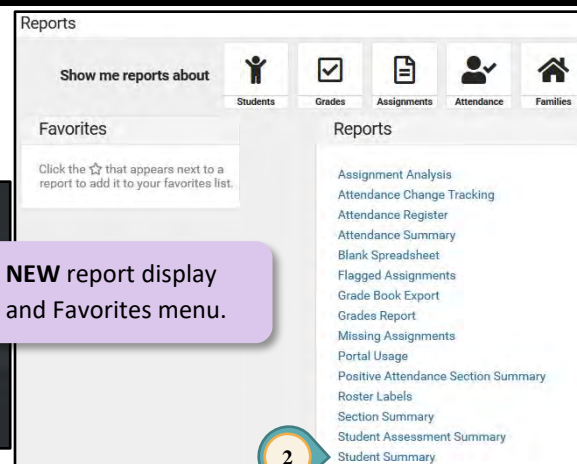 Reports
Show me reports about
Students
Grades
Assignments
Attendance
Families
Favorites
Click the ☆ that appears next to a
report to add it to your favorites list.
NEW report display
and Favorites menu.
Reports
Assignment Analysis
Attendance Change Tracking
Attendance Register
Attendance Summary
Blank Spreadsheet
Flagged Assignments
Grade Book Export
Grades Report
Missing Assignments
Portal Usage
Positive Attendance Section Summary
Roster Labels
Section Summary
Student Assessment Summary
2
Student Summary